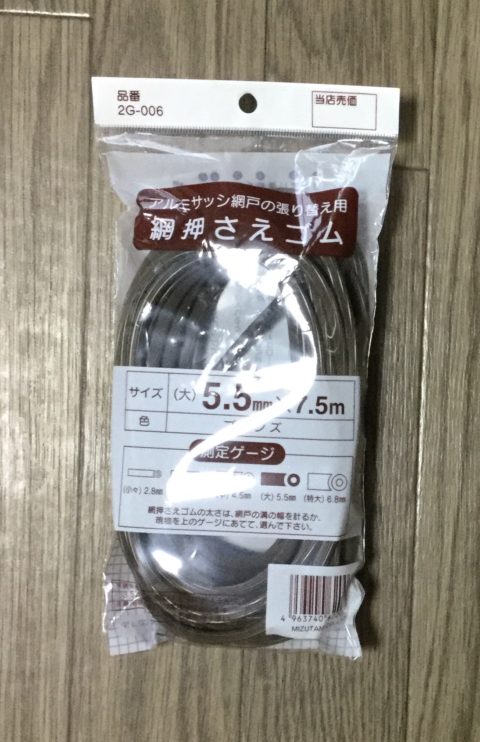 品番
2G-006
当店売価
アルミサッシ網戸の張り替え用
網押さえゴム
サイズ (大) 5.5mm×7.5m
色
測定ゲージ
(小々) 2.8mm 4.5mm (大) 5.5mm (特大) 6.8mm
網押さえゴムの太さは、網戸の溝の幅を計るか、
現物を上のゲージにあてて、選んで下さい。
4 963740
MIZUTAN